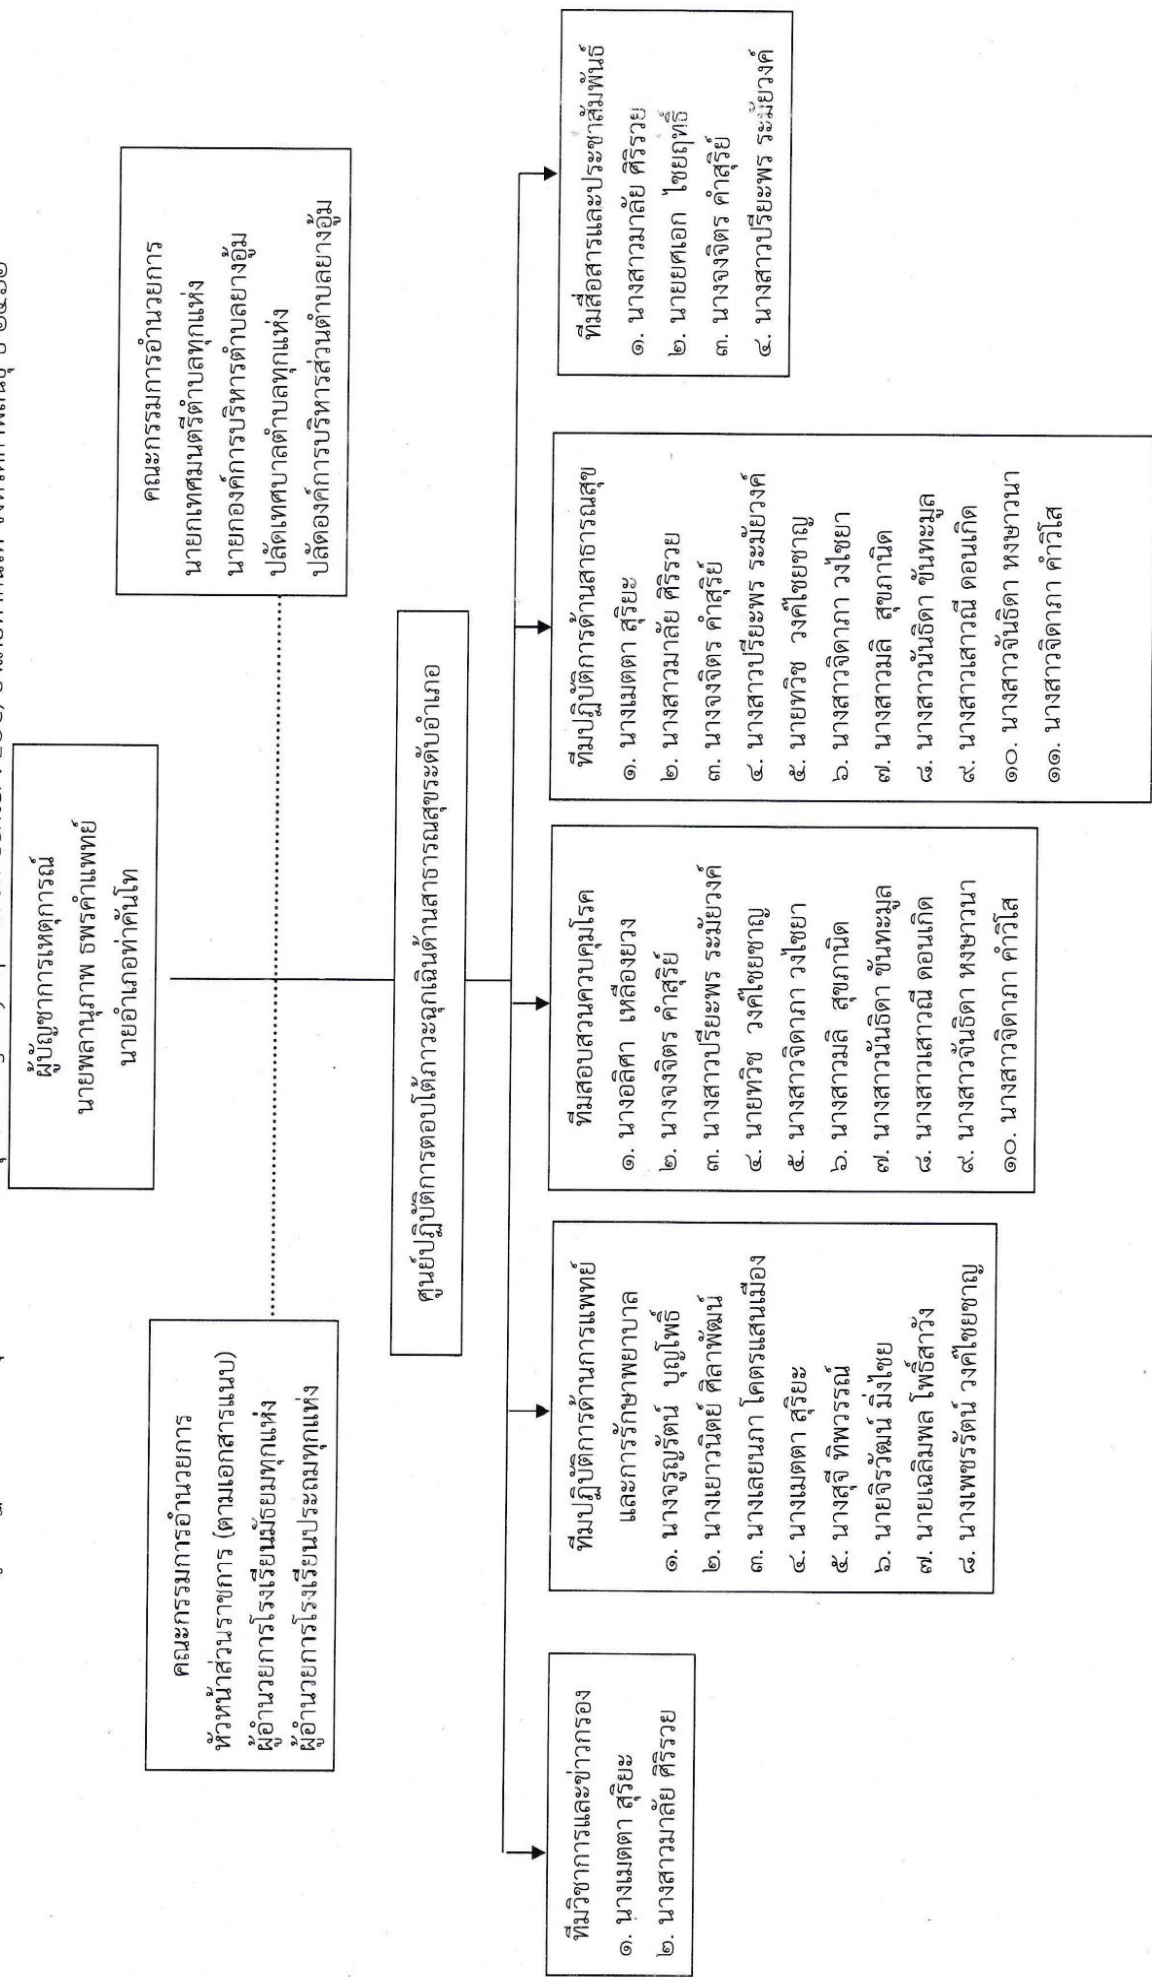 ผู้บัญชาการเหตุการณ์
นายพลานุภาพ ธพรคำแพทย์
นายอำเภอท่าคันโท
คณะกรรมการอำนวยการ
หัวหน้าส่วนราชการ (ตามเอกสารแนบ)
ผู้อำนวยการโรงเรียนมัธยมทุกแห่ง
ผู้อำนวยการโรงเรียนประถมทุกแห่ง
คณะกรรมการอำนวยการ
นายกเทศมนตรีตำบลทุกแห่ง
นายกองค์การบริหารตำบลยางอู้ม
ปลัดเทศบาลตำบลทุกแห่ง
ปลัดองค์การบริหารส่วนตำบลยางอู้ม
ศูนย์ปฏิบัติการตอบโต้ภาวะฉุกเฉินด้านสาธารณสุขระดับอำเภอ
ทีมวิชาการและข่าวกรอง
๑. นางเมตตา สุริยะ
๒. นางสาวมาลัย ศิริรวย
ทีมปฏิบัติการด้านการแพทย์
และการรักษาพยาบาล
๑. นางจรูญรัตน์ บุญโพธิ์
๒. นางเยาวนิตย์ ศิลาพัฒน์
๓. นางเลยนภา โคตรแสนเมือง
๔. นางเมตตา สุริยะ
๕. นางสุจี ทิพวรรณ์
๖. นายจิรวัฒน์ มิ่งไชย
๗. นายเฉลิมพล โพธิ์สาวัง
๘. นางเพชรรัตน์ วงค์ไชยชาญ
ทีมสอบสวนควบคุมโรค
๑. นางอลิศา เหลืองยวง
๒. นางจงจิตร คำสุริย์
๓. นางสาวปรียะพร ระมัยวงค์
๔. นายทวิช วงค์ไชยชาญ
๕. นางสาวจิดาภา วงไชยา
๖. นางสาวมลิ สุขภานิด
๗. นางสาวนันธิดา ขันทะมูล
๘. นางสาวเสาวณี ดอนเกิด
๙. นางสาวจันธิดา หงษาวนา
๑๐. นางสาวจิดาภา คำวิโส
ทีมปฏิบัติการด้านสาธารณสุข
๑. นางเมตตา สุริยะ
๒. นางสาวมาลัย ศิริรวย
๓. นางจงจิตร คำสุริย์
๔. นางสาวปรียะพร ระมัยวงค์
๕. นายทวิช วงค์ไชยชาญ
๖. นางสาวจิดาภา วงไชยา
๗. นางสาวมลิ สุขภานิด
๘. นางสาวนันธิดา ขันทะมูล
๙. นางสาวเสาวณี ดอนเกิด
๑๐. นางสาวจันธิดา หงษาวนา
๑๑. นางสาวจิดาภา คำวิโส
ทีมสื่อสารและประชาสัมพันธ์
๑. นางสาวมาลัย ศิริรวย
๒. นายยศเอก ไชยฤทธิ์
๓. นางจงจิตร คำสุริย์
๔. นางสาวปรียะพร ระมัยวงค์